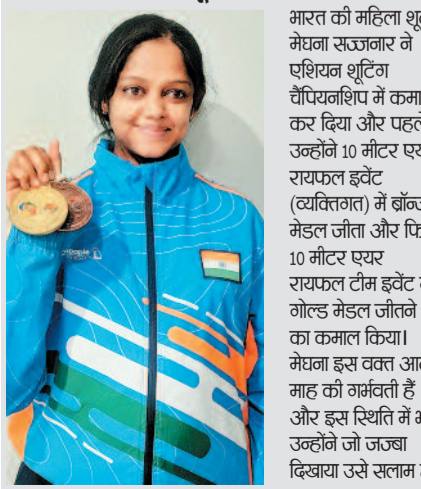 भारत की महिला
मेघना सज्जनार ने
एशियन शूटिंग
चैंपियनशिप में
कर दिया और
उन्होंने 10 मीटर
रायफल इवेंट
(व्यक्तिगत) में
मेडल जीता और
10 मीटर एयर
रायफल टीम इवेंट
गोल्ड मेडल जीतने
का कमाल किया।
मेघना इस वक्त
माह की गर्भवती हैं
और इस स्थिति में
उन्होंने जो जज्बा
दिखाया उसे सलाम